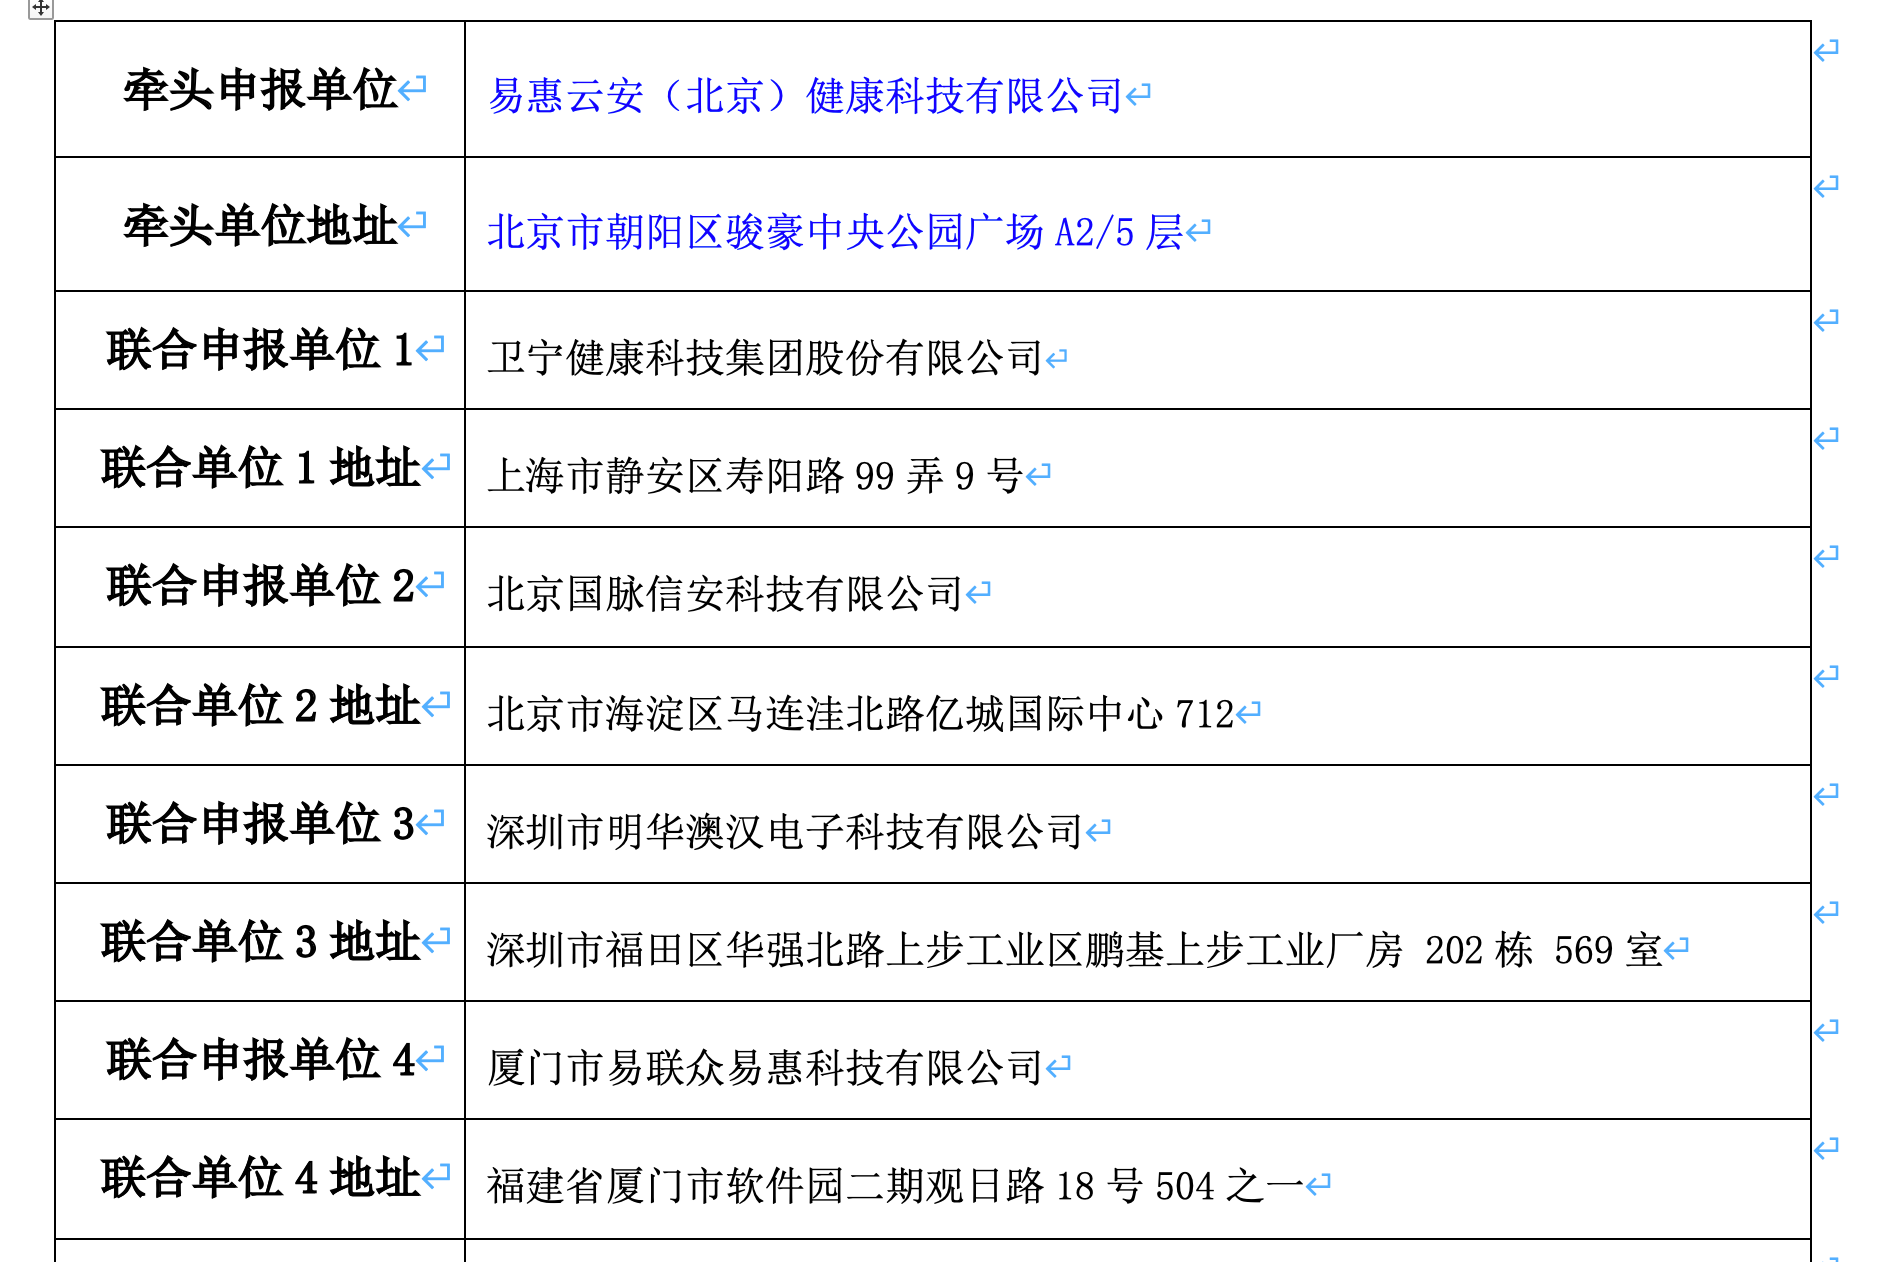 牵头申报单位 易惠云安（北京）健康科技有限公司
牵头单位地址 北京市朝阳区骏豪中央公园广场 A2/5 层
联合申报单位 1 卫宁健康科技集团股份有限公司
联合单位 1 地址 上海市静安区寿阳路 99 弄 9 号
联合申报单位 2 北京国脉信安科技有限公司
联合单位 2 地址 北京市海淀区马连洼北路亿城国际中心 712
联合申报单位 3 深圳市明华澳汉电子科技有限公司
联合单位 3 地址 深圳市福田区华强北路上步工业区鹏基上步工业厂房 202 栋 569 室
联合申报单位 4 厦门市易联众易惠科技有限公司
联合单位 4 地址 福建省厦门市软件园二期观日路 18 号 504 之一